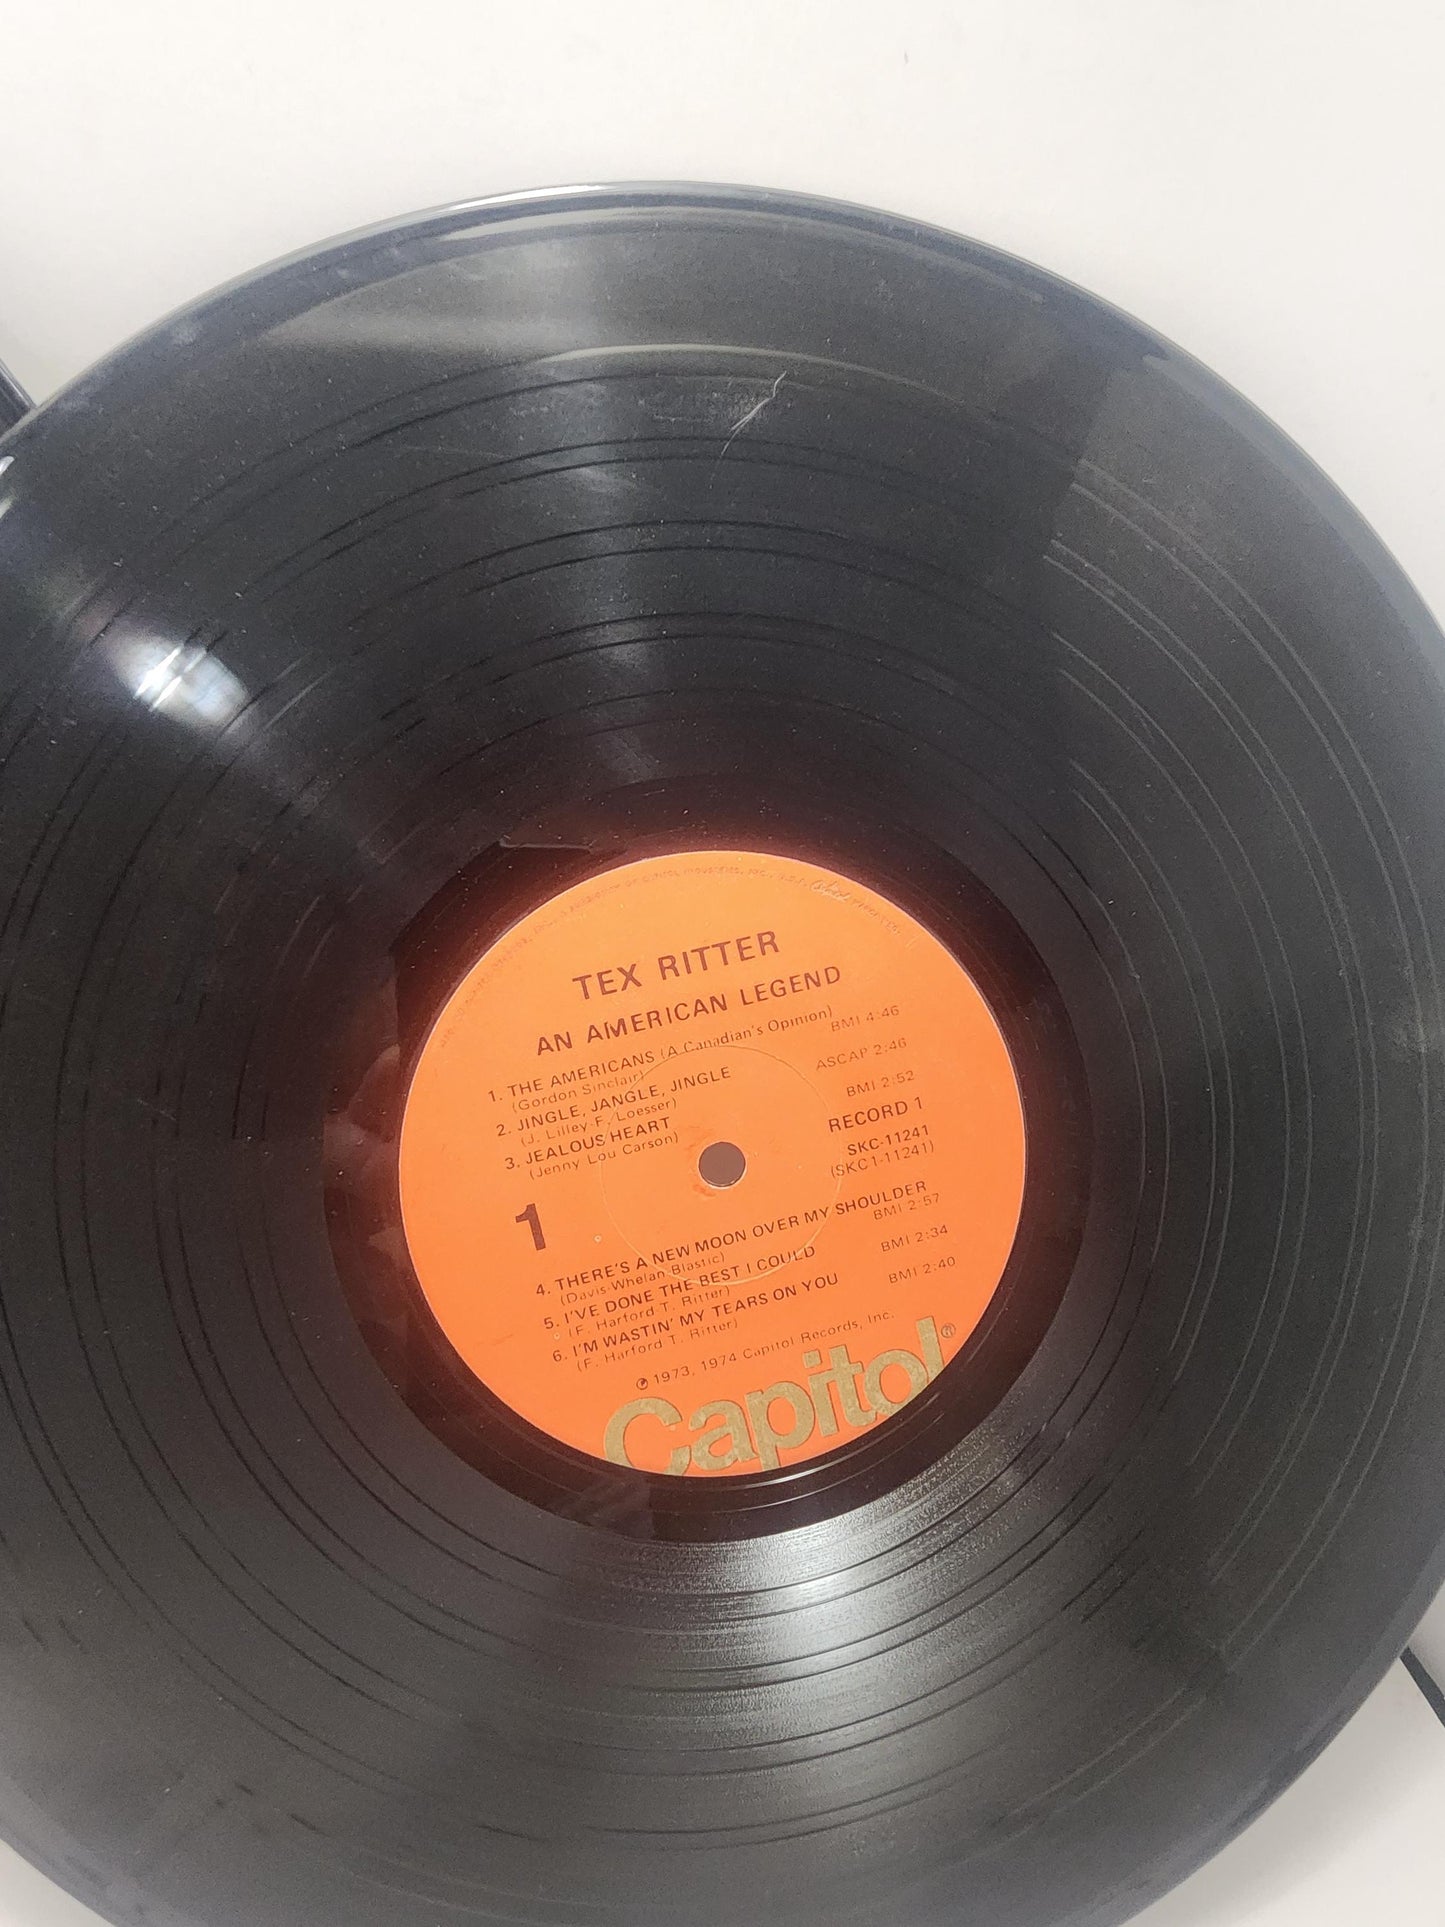 TEX RITTER
AN AMERICAN LEGEND
1. THE AMERICANS (A Canadian's Opinion) BMI 4:46
(Gordon Sinclair)
2. JINGLE, JANGLE, JINGLE ASCAP 2:46
(J. Lilley-F. Loesser)
3. JEALOUS HEART BMI 2:52
(Jenny Lou Carson)
RECORD 1
SKC-11241
(SKC1-11241)
1
4. THERE'S A NEW MOON OVER MY SHOULDER
(Davis-Whelan-Blastic) BMI 2:57
5. I'VE DONE THE BEST I COULD BMI 2:34
(F. Harford-T. Ritter)
6. I'M WASTIN' MY TEARS ON YOU BMI 2:40
(F. Harford-T. Ritter)
℗ 1973, 1974 Capitol Records, Inc.
Capitol®